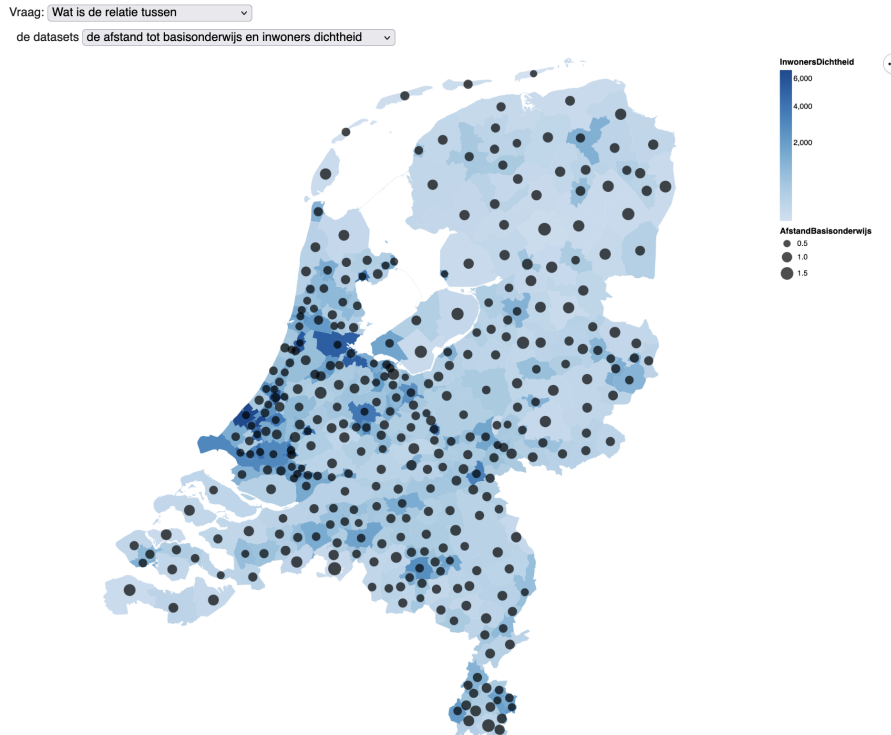 Vraag: Wat is de relatie tussen
de datasets de afstand tot basisonderwijs en inwoners dichtheid
InwonersDichtheid
6,000
4,000
2,000
AfstandBasisonderwijs
0.5
1.0
1.5